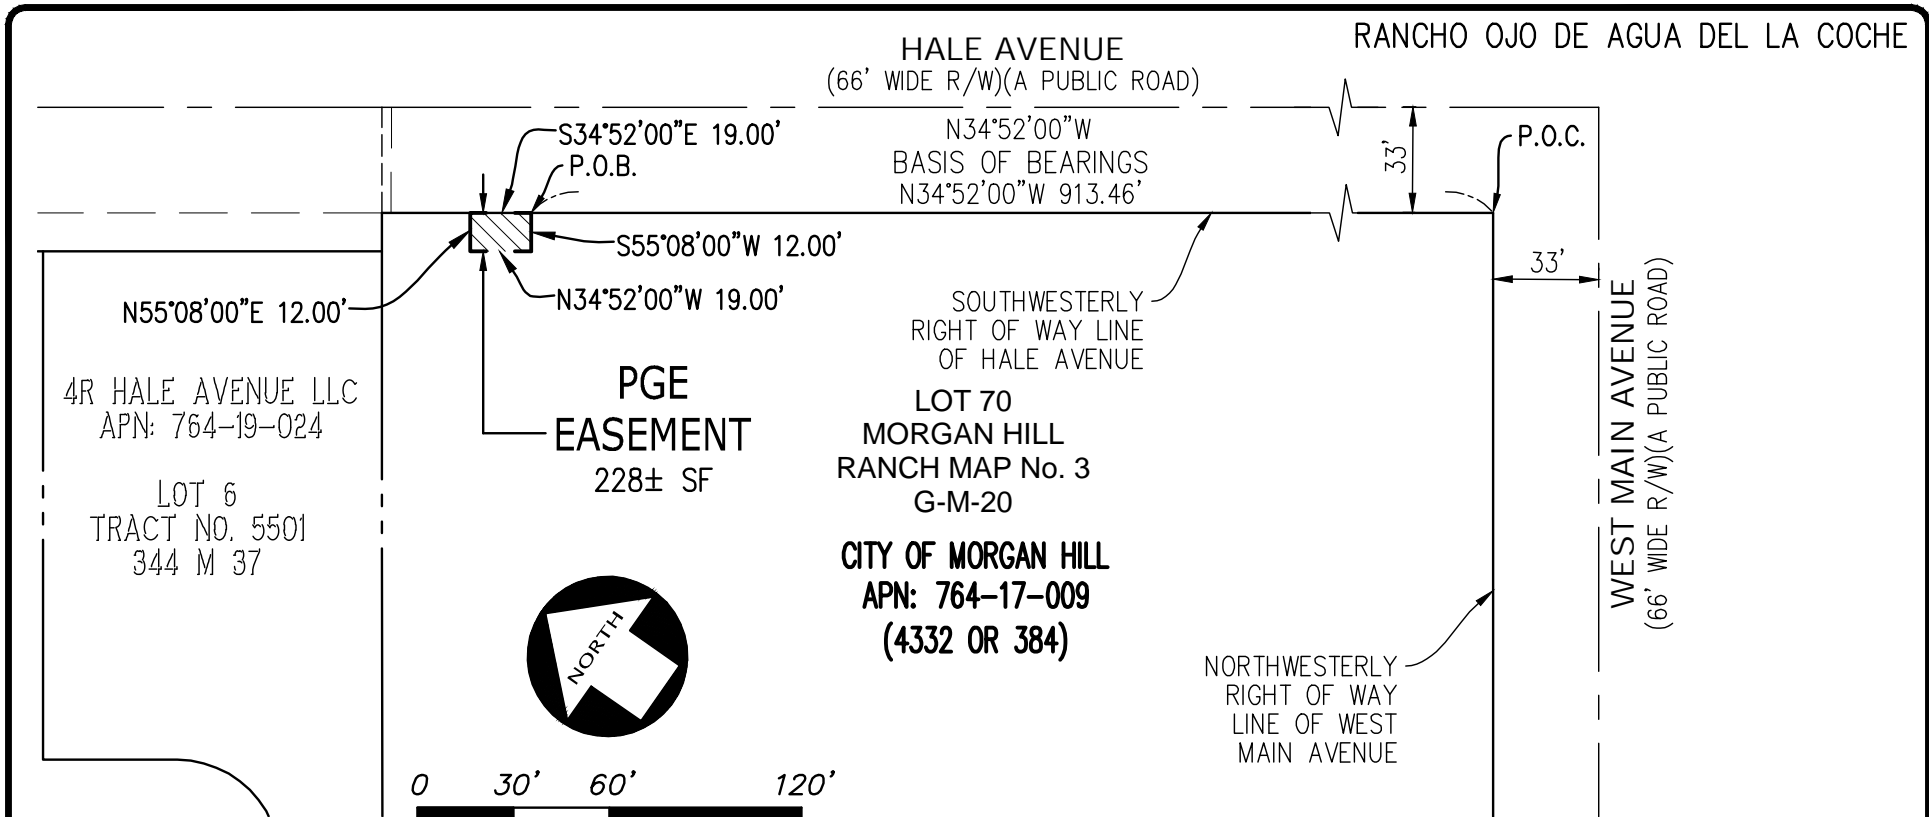 RANCHO OJO DE AGUA DEL LA COCHE
HALE AVENUE
(66' WIDE R/W)(A PUBLIC ROAD)
S34°52'00"E 19.00'
P.O.B.
N34°52'00"W
BASIS OF BEARINGS
N34°52'00"W 913.46'
33'
P.O.C.
S55°08'00"W 12.00'
N34°52'00"W 19.00'
N55°08'00"E 12.00'
33'
SOUTHWESTERLY
RIGHT OF WAY LINE
OF HALE AVENUE
WEST MAIN AVENUE
(66' WIDE R/W)(A PUBLIC ROAD)
4R HALE AVENUE LLC
APN: 764-19-024
LOT 6
TRACT NO. 5501
344 M 37
PGE
EASEMENT
228± SF
LOT 70
MORGAN HILL
RANCH MAP No. 3
G-M-20
CITY OF MORGAN HILL
APN: 764-17-009
(4332 OR 384)
NORTH
NORTHWESTERLY
RIGHT OF WAY
LINE OF WEST
MAIN AVENUE
0 30' 60' 120'